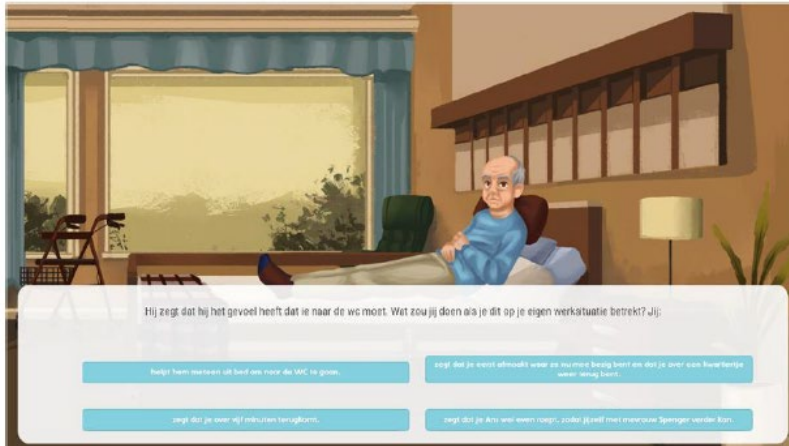 Hij zegt dat hij het gevoel heeft dat ie naar de wc moet. Wat zou jij doen als je dit op je eigen werksituatie betrekt? Jij:
helpt hem meteen uit bed om naar de WC te gaan.
zegt dat je eerst afmaakt waar je nu mee bezig bent en dat je over een kwartiertje
weer terug bent.
zegt dat je over vijf minuten terugkomt.
zegt dat je Ans wel even roept, zodat jijzelf met mevrouw Spenger verder kan.